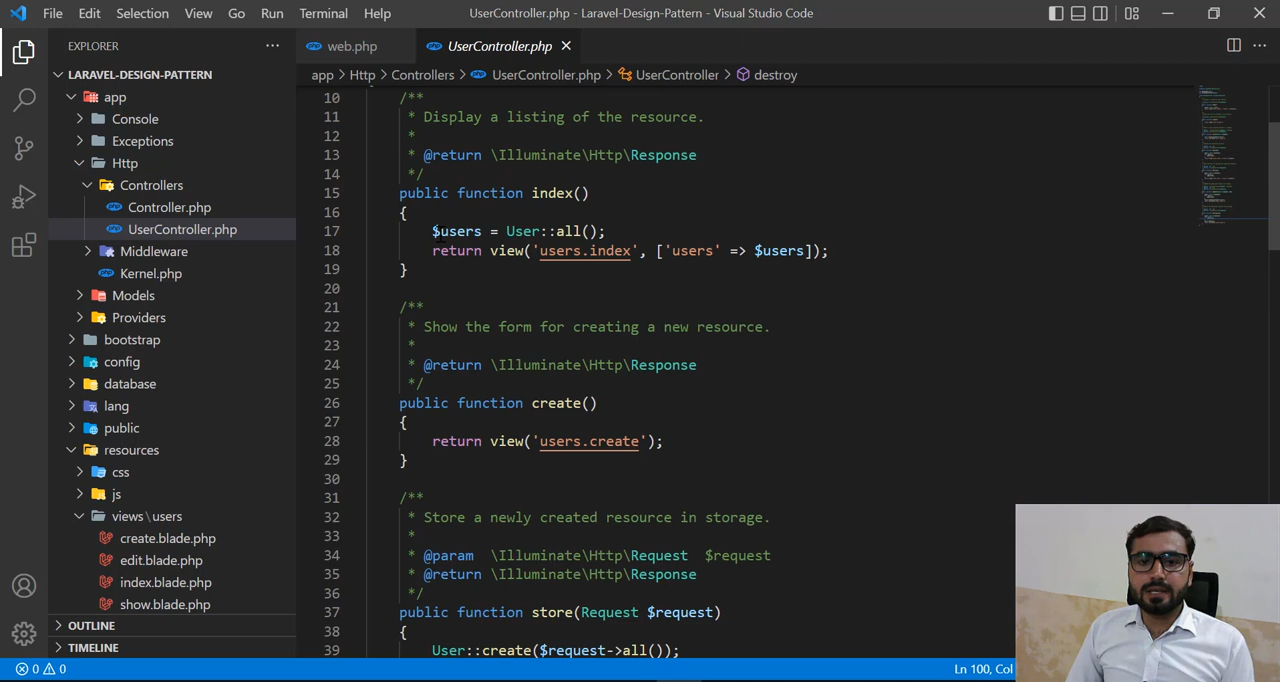 File Edit Selection View Go Run Terminal Help UserController.php - Laravel-Design-Pattern - Visual Studio Code
EXPLORER
LARAVEL-DESIGN-PATTERN
app
Console
Exceptions
Http
Controllers
Controller.php
UserController.php
Middleware
Kernel.php
Models
Providers
bootstrap
config
database
lang
public
resources
css
js
views\users
create.blade.php
edit.blade.php
index.blade.php
show.blade.php
OUTLINE
TIMELINE
php web.php php UserController.php
app > Http > Controllers > php UserController.php > UserController > destroy
10 /**
11 * Display a listing of the resource.
12 *
13 * @return \Illuminate\Http\Response
14 */
15 public function index()
16 {
17 $users = User::all();
18 return view('users.index', ['users' => $users]);
19 }
20
21 /**
22 * Show the form for creating a new resource.
23 *
24 * @return \Illuminate\Http\Response
25 */
26 public function create()
27 {
28 return view('users.create');
29 }
30
31 /**
32 * Store a newly created resource in storage.
33 *
34 * @param \Illuminate\Http\Request $request
35 * @return \Illuminate\Http\Response
36 */
37 public function store(Request $request)
38 {
39 User::create($request->all());
0 0 Ln 100, Col